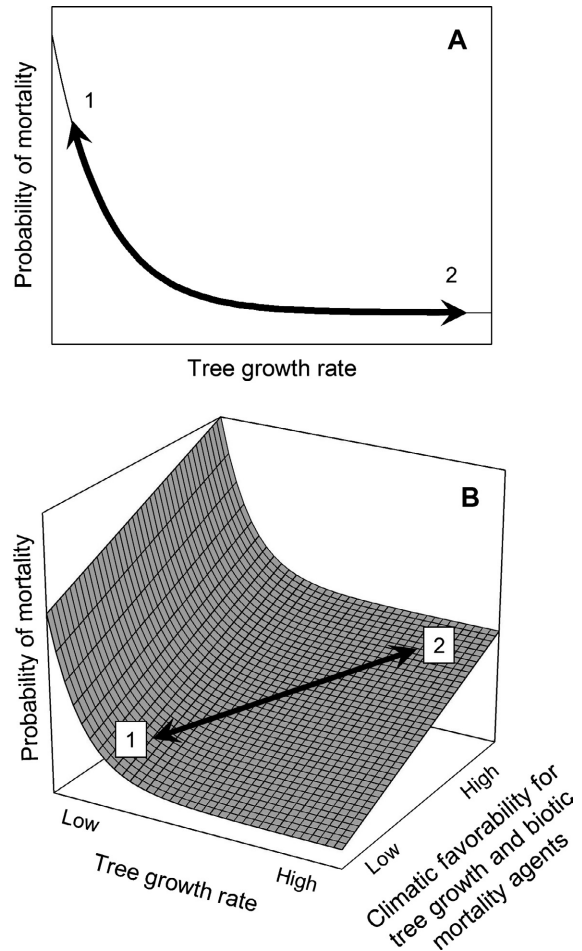 A
1
2
Probability of mortality
Tree growth rate
B
2
1
Probability of mortality
Low
High
Tree growth rate
Low
High
Climatic favorability for
tree growth and biotic
mortality agents